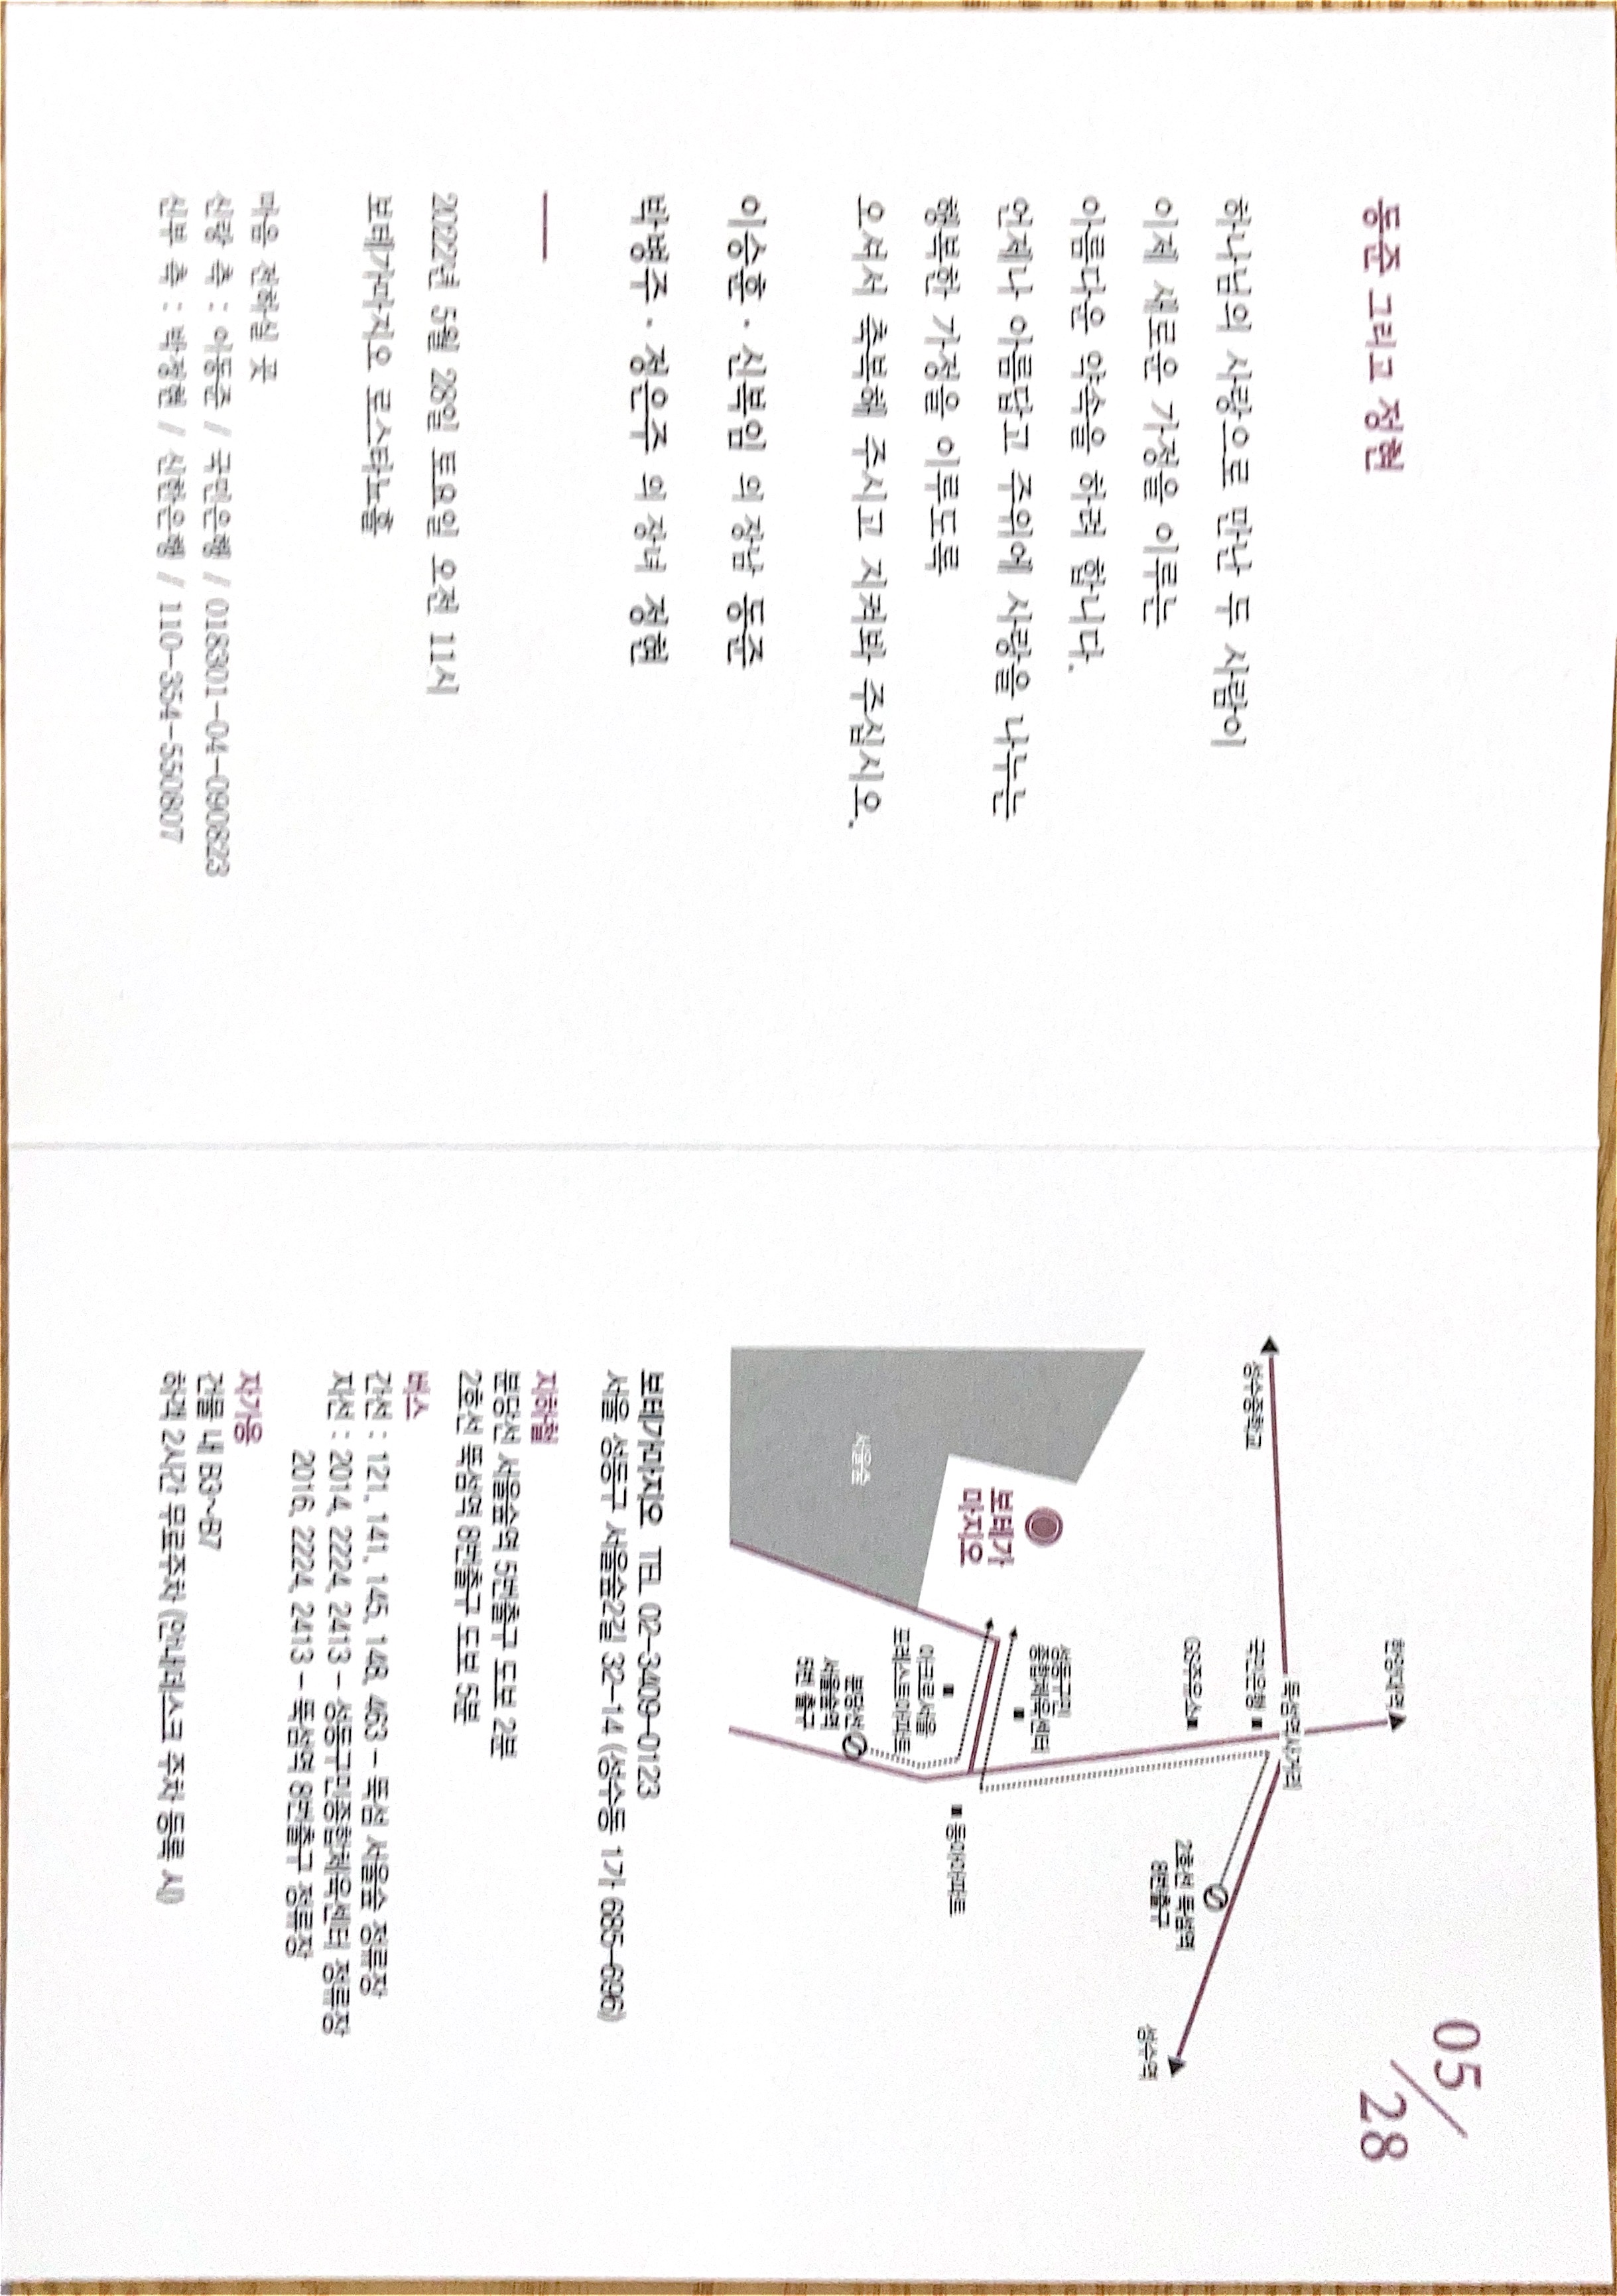 동준 그리고 정현
하나님의 사랑으로 만난 두 사람이
이제 새로운 가정을 이루는
아름다운 약속을 하려 합니다.
언제나 아름답고 주위에 사랑을 나누는
행복한 가정을 이루도록
오셔서 축복해 주시고 지켜봐 주십시오.
이승훈 · 신복임 의 장남 동준
박병주 · 정은주 의 장녀 정현
2022년 5월 28일 토요일 오전 11시
보테가마지오 로스타뇨홀
마음 전하실 곳
신랑 측 : 이동준 / 국민은행 / 018301-04-090823
신부 측 : 박정현 / 신한은행 / 110-354-550807
05/28
한양대역
성수중학교
뚝섬역사거리
국민은행
GS주유소
2호선 뚝섬역
8번출구
성수역
보테가
마지오
성동구민
종합체육센터
서울숲
아크로서울
포레스트아파트
동아아파트
분당선
서울숲역
5번 출구
보테가마지오 TEL 02-3409-0123
서울 성동구 서울숲2길 32-14 (성수동 1가 685-696)
지하철
분당선 서울숲역 5번출구 도보 2분
2호선 뚝섬역 8번출구 도보 5분
버스
간선 : 121, 141, 145, 148, 463 - 뚝섬 서울숲 정류장
지선 : 2014, 2224, 2413 - 성동구민종합체육센터 정류장
2016, 2224, 2413 - 뚝섬역 8번출구 정류장
자가용
건물 내 B3~B7
하객 2시간 무료주차 (안내데스크 주차 등록 시)